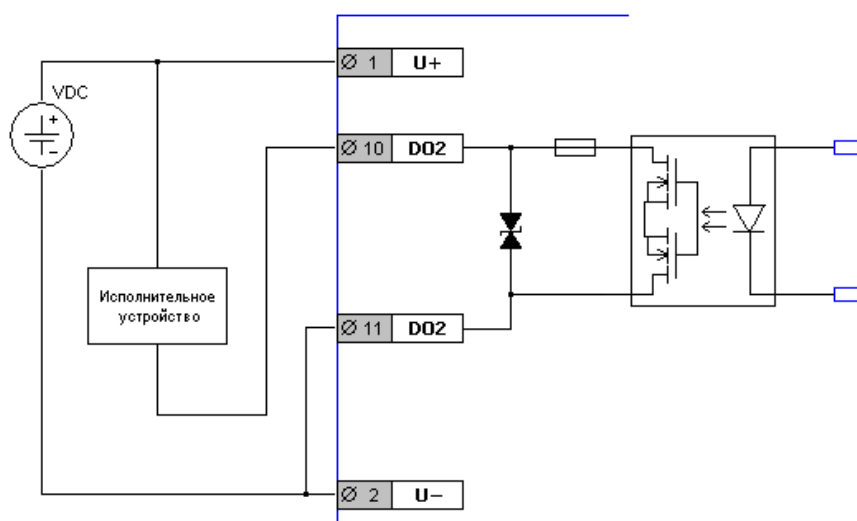 Ø 1 U+
VDC
+
-
Ø 10 DO2
Исполнительное
устройство
Ø 11 DO2
Ø 2 U-